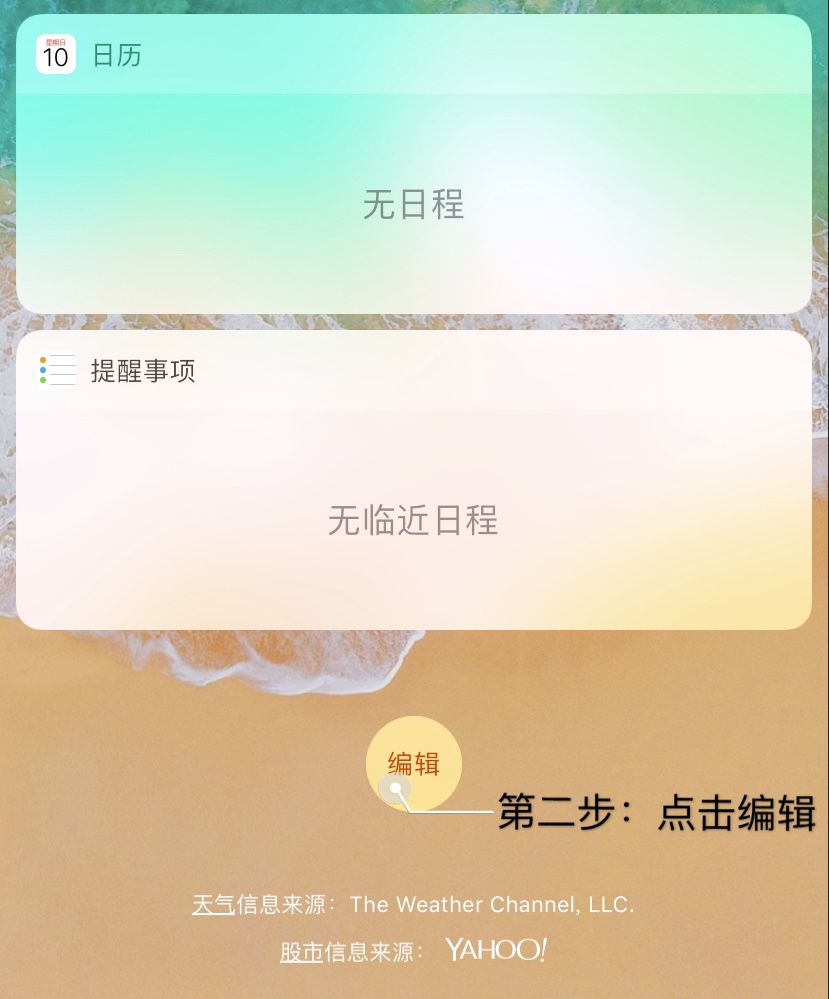 星期日
10
日历
无日程
提醒事项
无临近日程
编辑
第二步：点击编辑
天气信息来源：The Weather Channel, LLC.
股市信息来源： YAHOO!